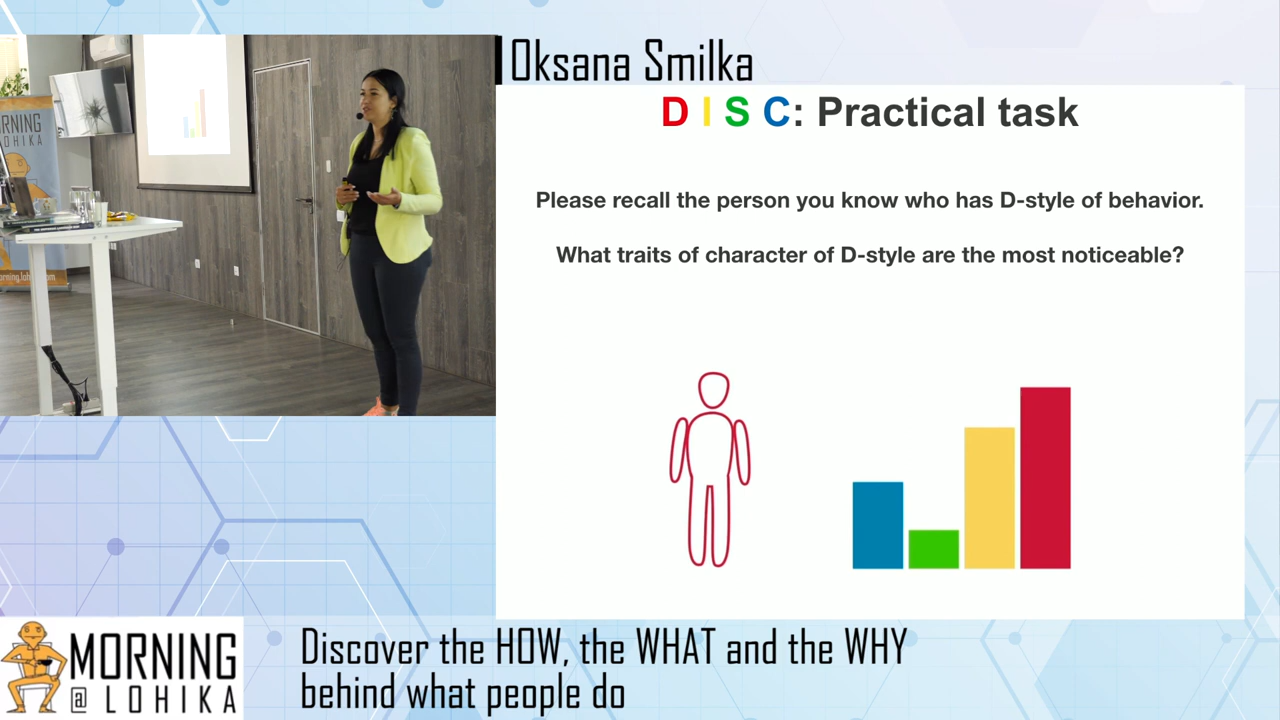 Oksana Smilka
D I S C: Practical task
Please recall the person you know who has D-style of behavior.
What traits of character of D-style are the most noticeable?
MORNING
@LOHIKA
Discover the HOW, the WHAT and the WHY
behind what people do